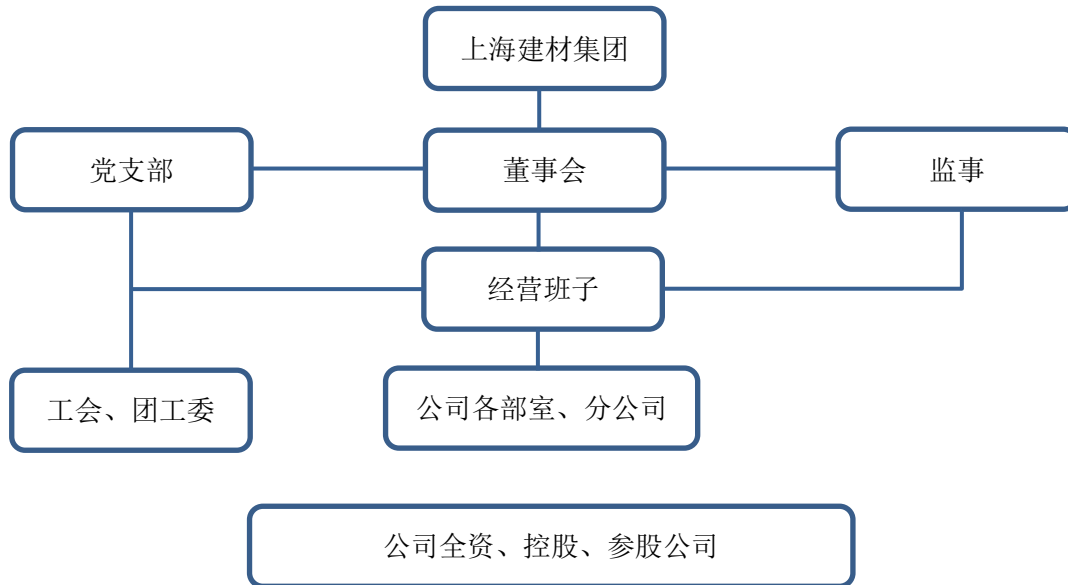 上海建材集团
党支部
董事会
监事
经营班子
工会、团工委
公司各部室、分公司
公司全资、控股、参股公司